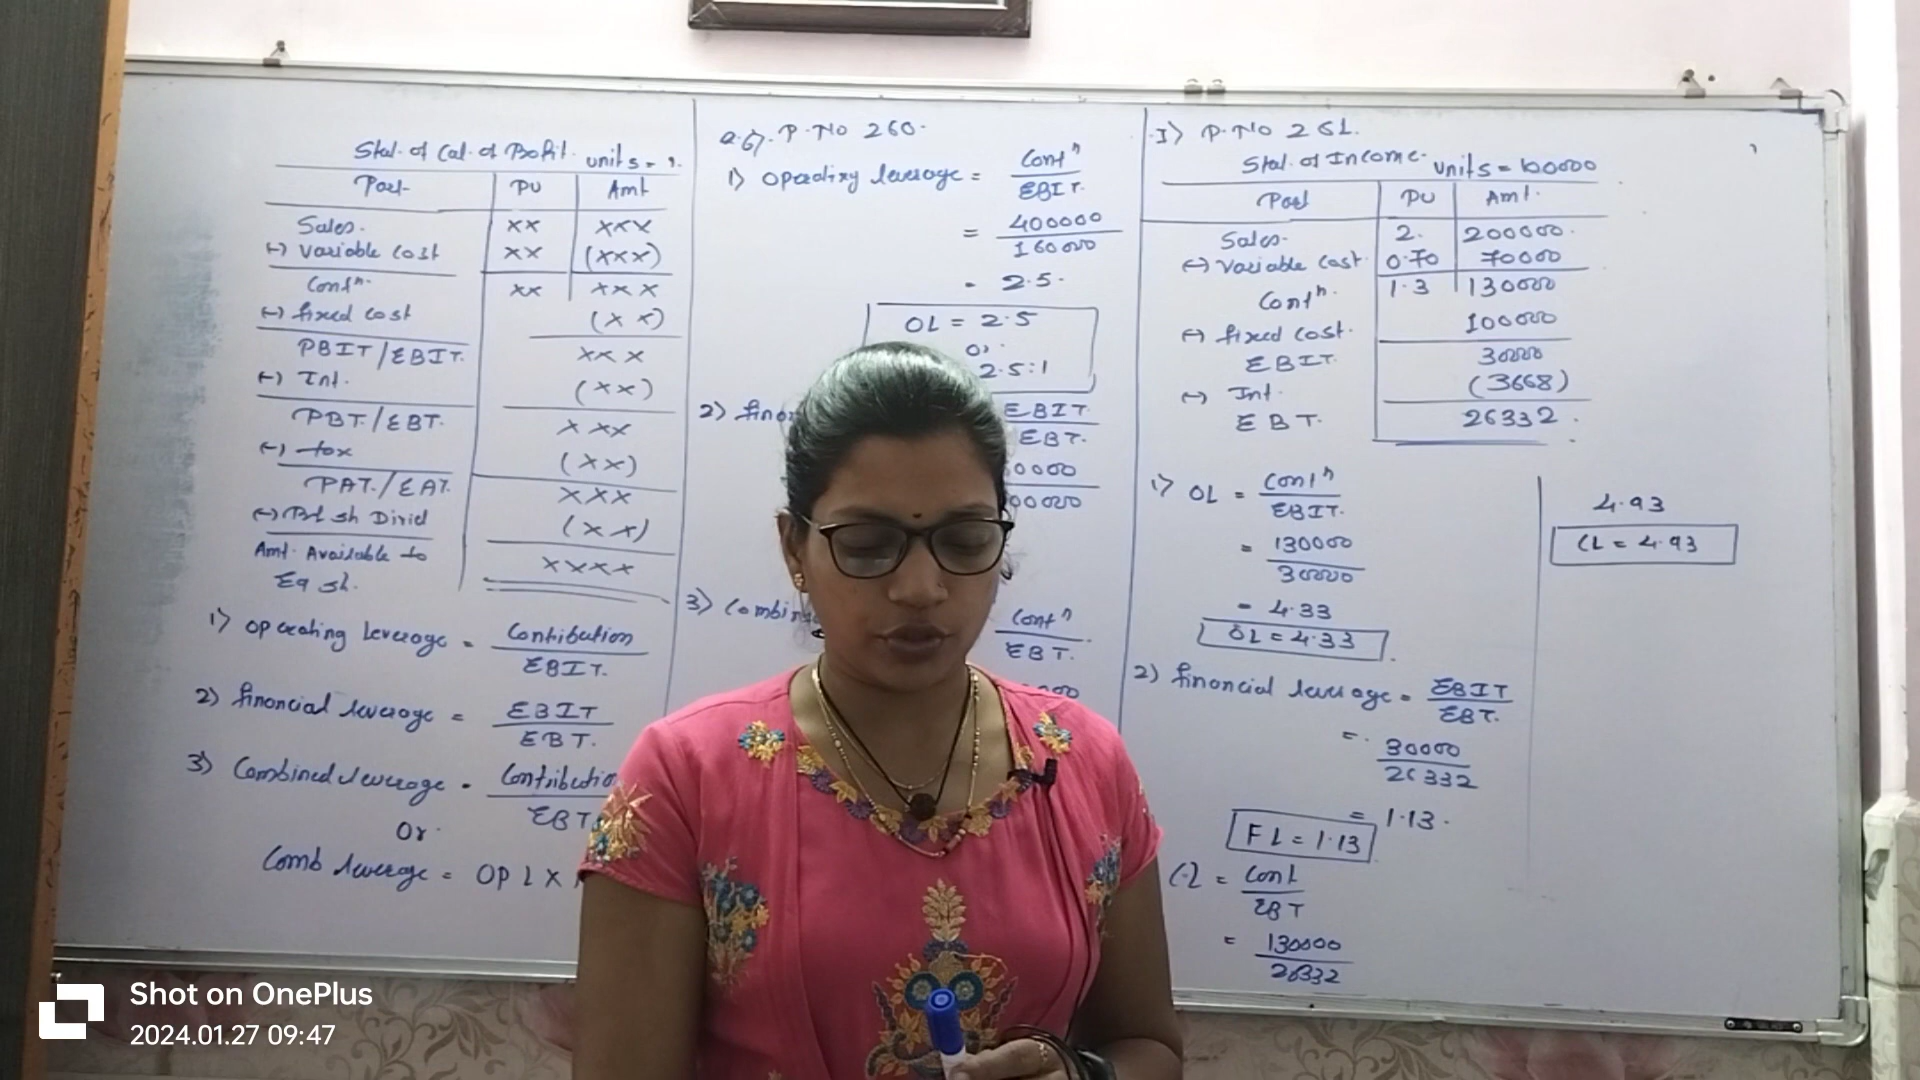 Stat. of Cal. of Profit. units = 1.
Part. PU Amt
Sales. xx xxx
(-) Variable cost xx (xxx)
Contⁿ. xx xxx
(-) fixed cost (xx)
PBIT/EBIT. xxx
(-) Int. (xx)
PBT./EBT. xxx
(-) tax (xx)
PAT./EAT. xxx
(-) Pref sh Divid (xx)
Amt. Available to xxxx
Eq sh.
1) operating Leverage = Contribution
EBIT.
2) financial leverage = EBIT
EBT.
3) Combined leverage = Contributio
EBT
Or
Comb leverage = OP L X
P. No 260.
1) operating leverage = Contⁿ
EBIT.
= 400000
160000
= 2.5.
OL = 2.5
or
2.5:1
2) finan EBIT
EBT.
0000
00000
3) Combin Contⁿ
EBT.
I) P. No 261.
Stat. of Income. units = 100000
Part PU Amt.
Sales. 2. 200000.
(-) Variable Cost. 0.70 70000
Contⁿ. 1.3 130000
(-) fixed cost. 100000
EBIT. 30000
(-) Int. (3668)
EBT. 26332.
1) OL = Contⁿ
EBIT.
= 130000
30000
= 4.33
OL = 4.33
2) financial leverage = EBIT
EBT.
= 30000
26332
= 1.13.
FL = 1.13
CL = Cont
EBT
= 130000
26332
4.93
CL = 4.93
Shot on OnePlus
2024.01.27 09:47